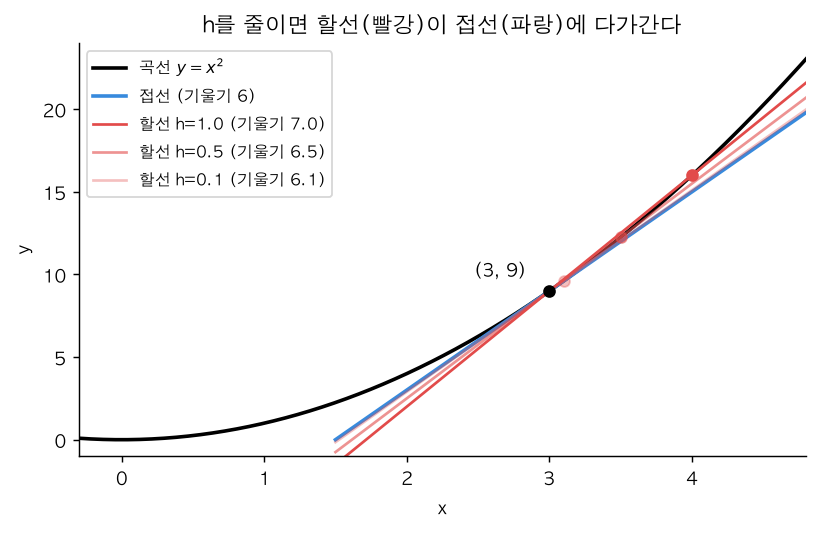 h를 줄이면 할선(빨강)이 접선(파랑)에 다가간다
곡선 y = x²
접선 (기울기 6)
할선 h=1.0 (기울기 7.0)
할선 h=0.5 (기울기 6.5)
할선 h=0.1 (기울기 6.1)
20
15
10
5
0
y
(3, 9)
0 1 2 3 4
x